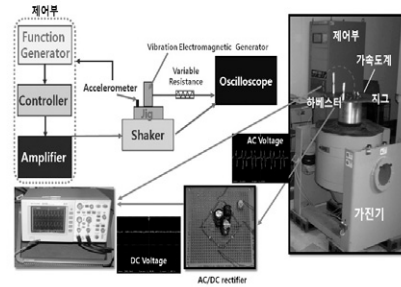 제어부
Function
Generator
Controller
Amplifier
Vibration Electromagnetic Generator
Accelerometer
Variable
Resistance
Jig
Shaker
Oscilloscope
제어부
가속도계
하베스터
지그
가진기
AC Voltage
DC Voltage
AC/DC rectifier